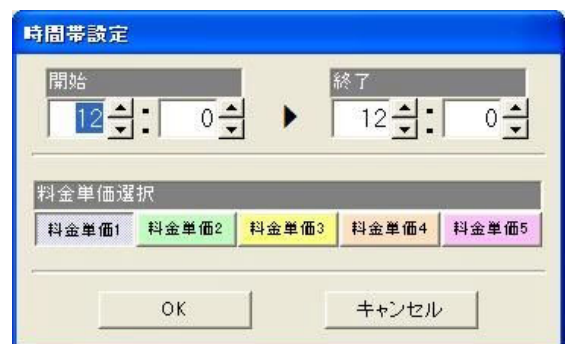 時間帯設定
開始 終了
12 : 0 ▶ 12 : 0
料金単価選択
料金単価1 料金単価2 料金単価3 料金単価4 料金単価5
OK キャンセル